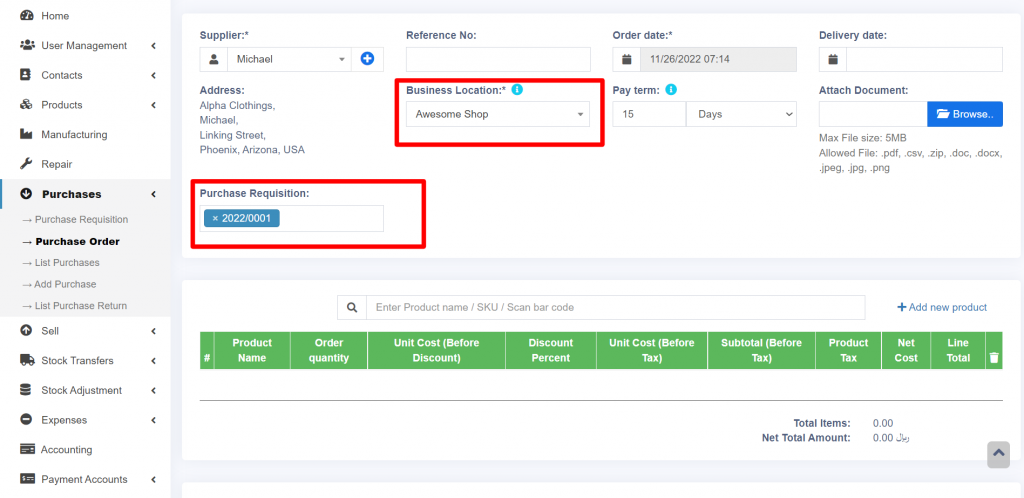 Home
User Management
Contacts
Products
Manufacturing
Repair
Purchases
→ Purchase Requisition
→ Purchase Order
→ List Purchases
→ Add Purchase
→ List Purchase Return
Sell
Stock Transfers
Stock Adjustment
Expenses
Accounting
Payment Accounts
Supplier:*
Michael
Reference No:
Order date:*
11/26/2022 07:14
Delivery date:
Address:
Alpha Clothings,
Michael,
Linking Street,
Phoenix, Arizona, USA
Business Location:*
Awesome Shop
Pay term:
15
Days
Attach Document:
Browse..
Max File size: 5MB
Allowed File: .pdf, .csv, .zip, .doc, .docx,
.jpeg, .jpg, .png
Purchase Requisition:
× 2022/0001
Enter Product name / SKU / Scan bar code
+ Add new product
#
Product
Name
Order
quantity
Unit Cost (Before
Discount)
Discount
Percent
Unit Cost (Before
Tax)
Subtotal (Before
Tax)
Product
Tax
Net
Cost
Line
Total
Total Items: 0.00
Net Total Amount: 0.00 ﷼